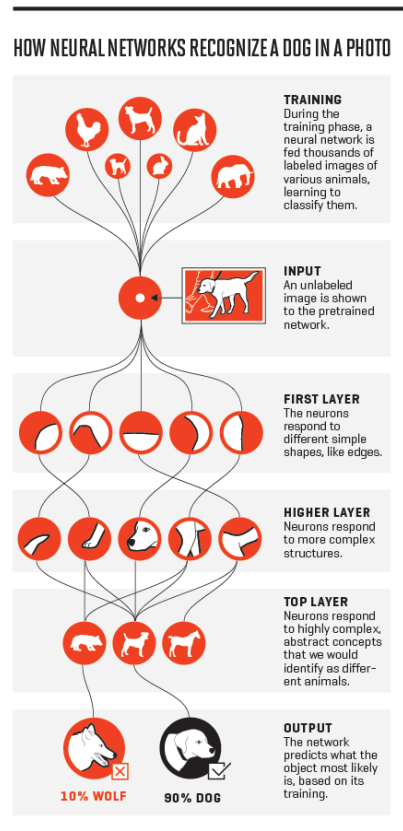 HOW NEURAL NETWORKS RECOGNIZE A DOG IN A PHOTO
TRAINING
During the
training phase, a
neural network is
fed thousands of
labeled images of
various animals,
learning to
classify them.
INPUT
An unlabeled
image is shown
to the pretrained
network.
FIRST LAYER
The neurons
respond to
different simple
shapes, like edges.
HIGHER LAYER
Neurons respond
to more complex
structures.
TOP LAYER
Neurons respond
to highly complex,
abstract concepts
that we would
identify as differ-
ent animals.
OUTPUT
The network
predicts what the
object most likely
is, based on its
training.
10% WOLF
90% DOG